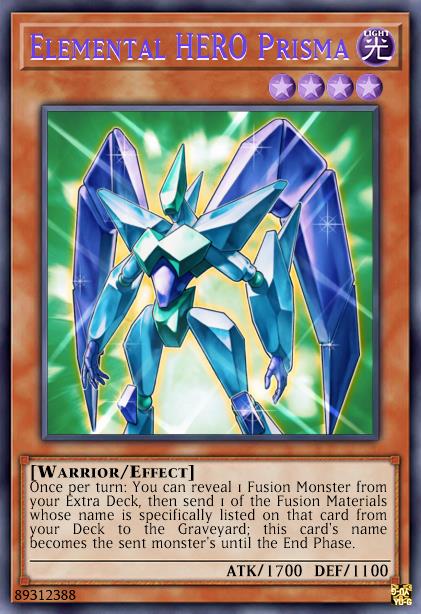 Elemental HERO Prisma
LIGHT
光
[Warrior/Effect]
Once per turn: You can reveal 1 Fusion Monster from
your Extra Deck, then send 1 of the Fusion Materials
whose name is specifically listed on that card from
your Deck to the Graveyard; this card's name
becomes the sent monster's until the End Phase.
ATK/1700 DEF/1100
89312388